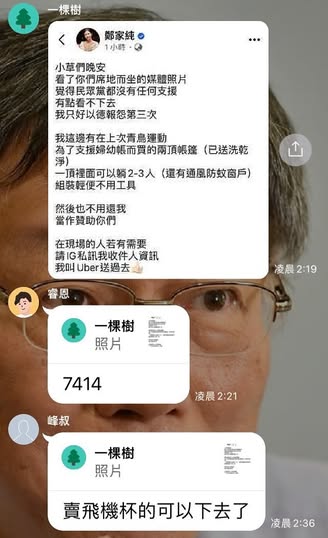 一棵樹
鄭家純
1小時
小草們晚安
看了你們席地而坐的媒體照片
覺得民眾黨都沒有任何支援
有點看不下去
我只好以德報怨第三次
我這邊有在上次青鳥運動
為了支援婦幼帳而買的兩頂帳篷（已送洗乾
淨）
一頂裡面可以躺2-3人（還有通風防蚊窗戶）
組裝輕便不用工具
然後也不用還我
當作贊助你們
在現場的人若有需要
請IG私訊我收件人資訊
我叫Uber送過去
凌晨2:19
睿恩
一棵樹
照片
7414
凌晨2:21
峰叔
一棵樹
照片
賣飛機杯的可以下去了
凌晨2:36